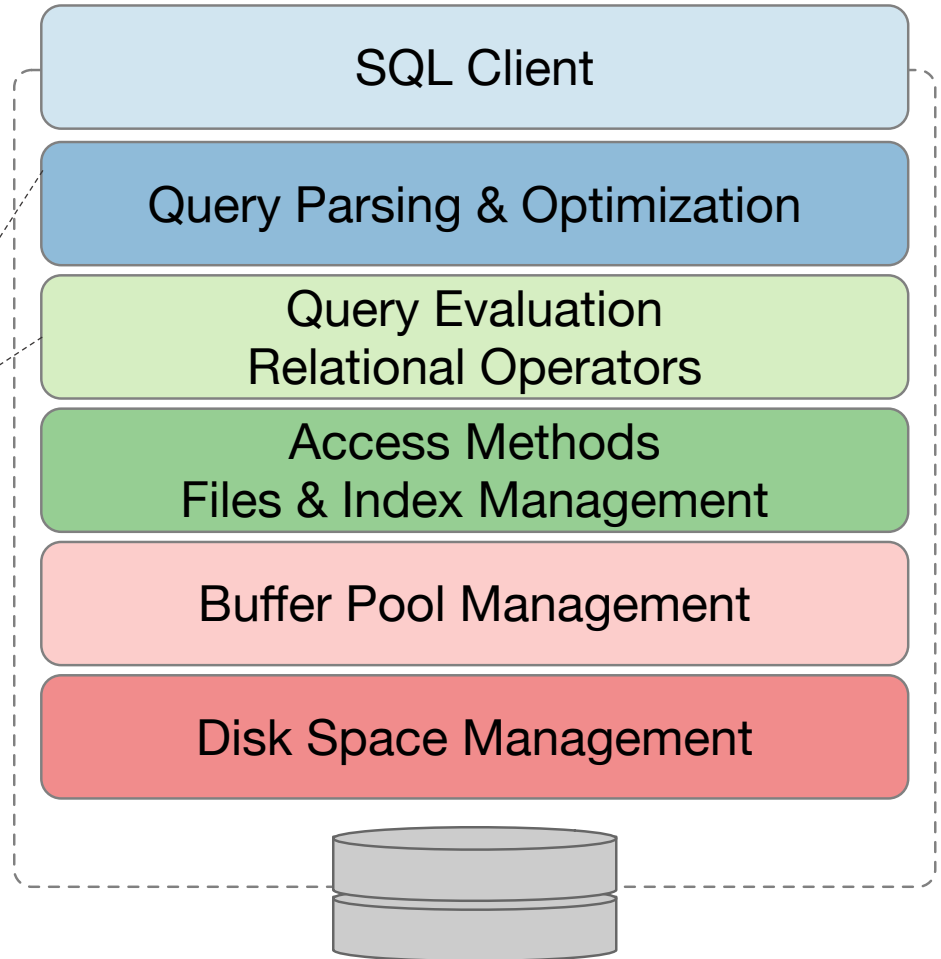 SQL Client
Query Parsing & Optimization
Query Evaluation
Relational Operators
Access Methods
Files & Index Management
Buffer Pool Management
Disk Space Management